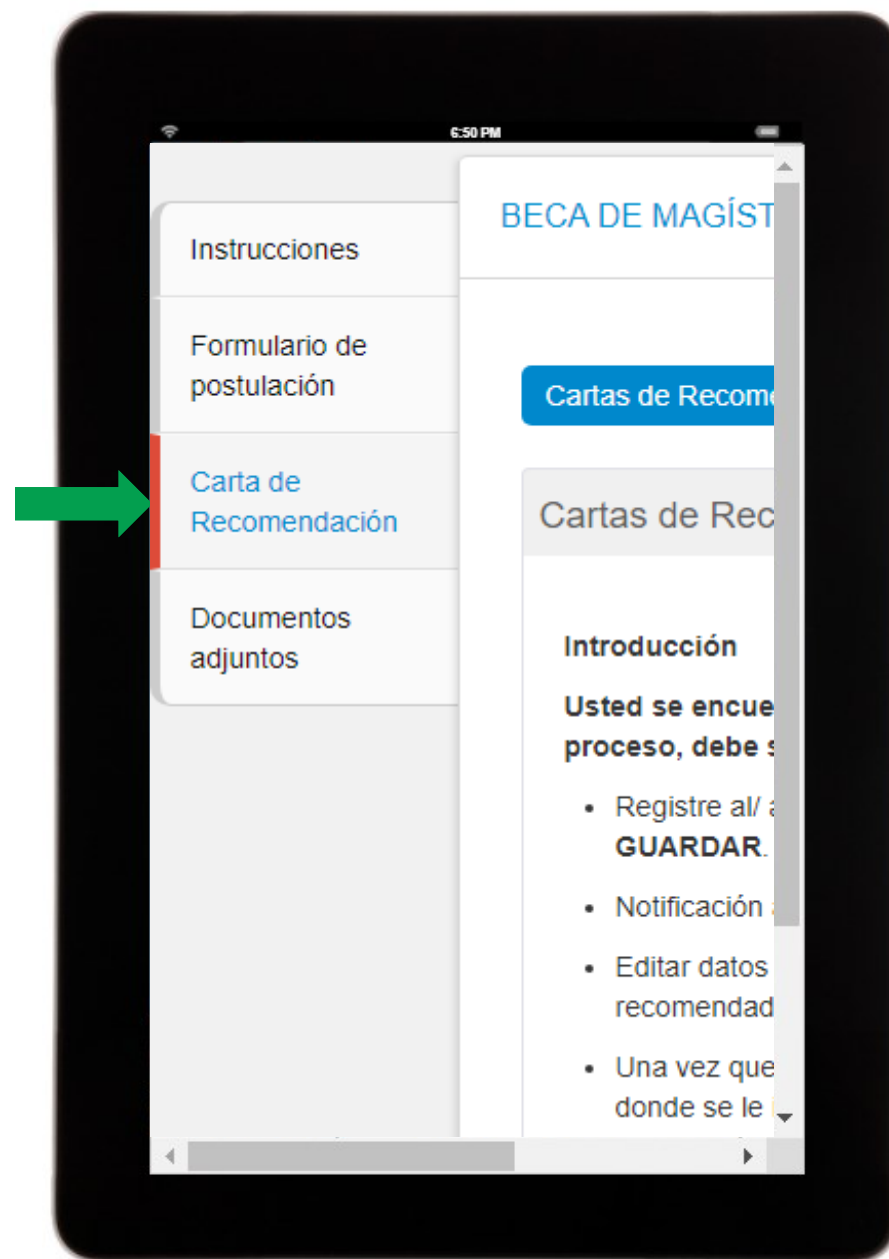 6:50 PM
Instrucciones
Formulario de
postulación
Carta de
Recomendación
Documentos
adjuntos
BECA DE MAGÍST
Cartas de Recome
Cartas de Rec
Introducción
Usted se encue
proceso, debe s
Registre al/ a
GUARDAR.
Notificación a
Editar datos
recomendad
Una vez que
donde se le